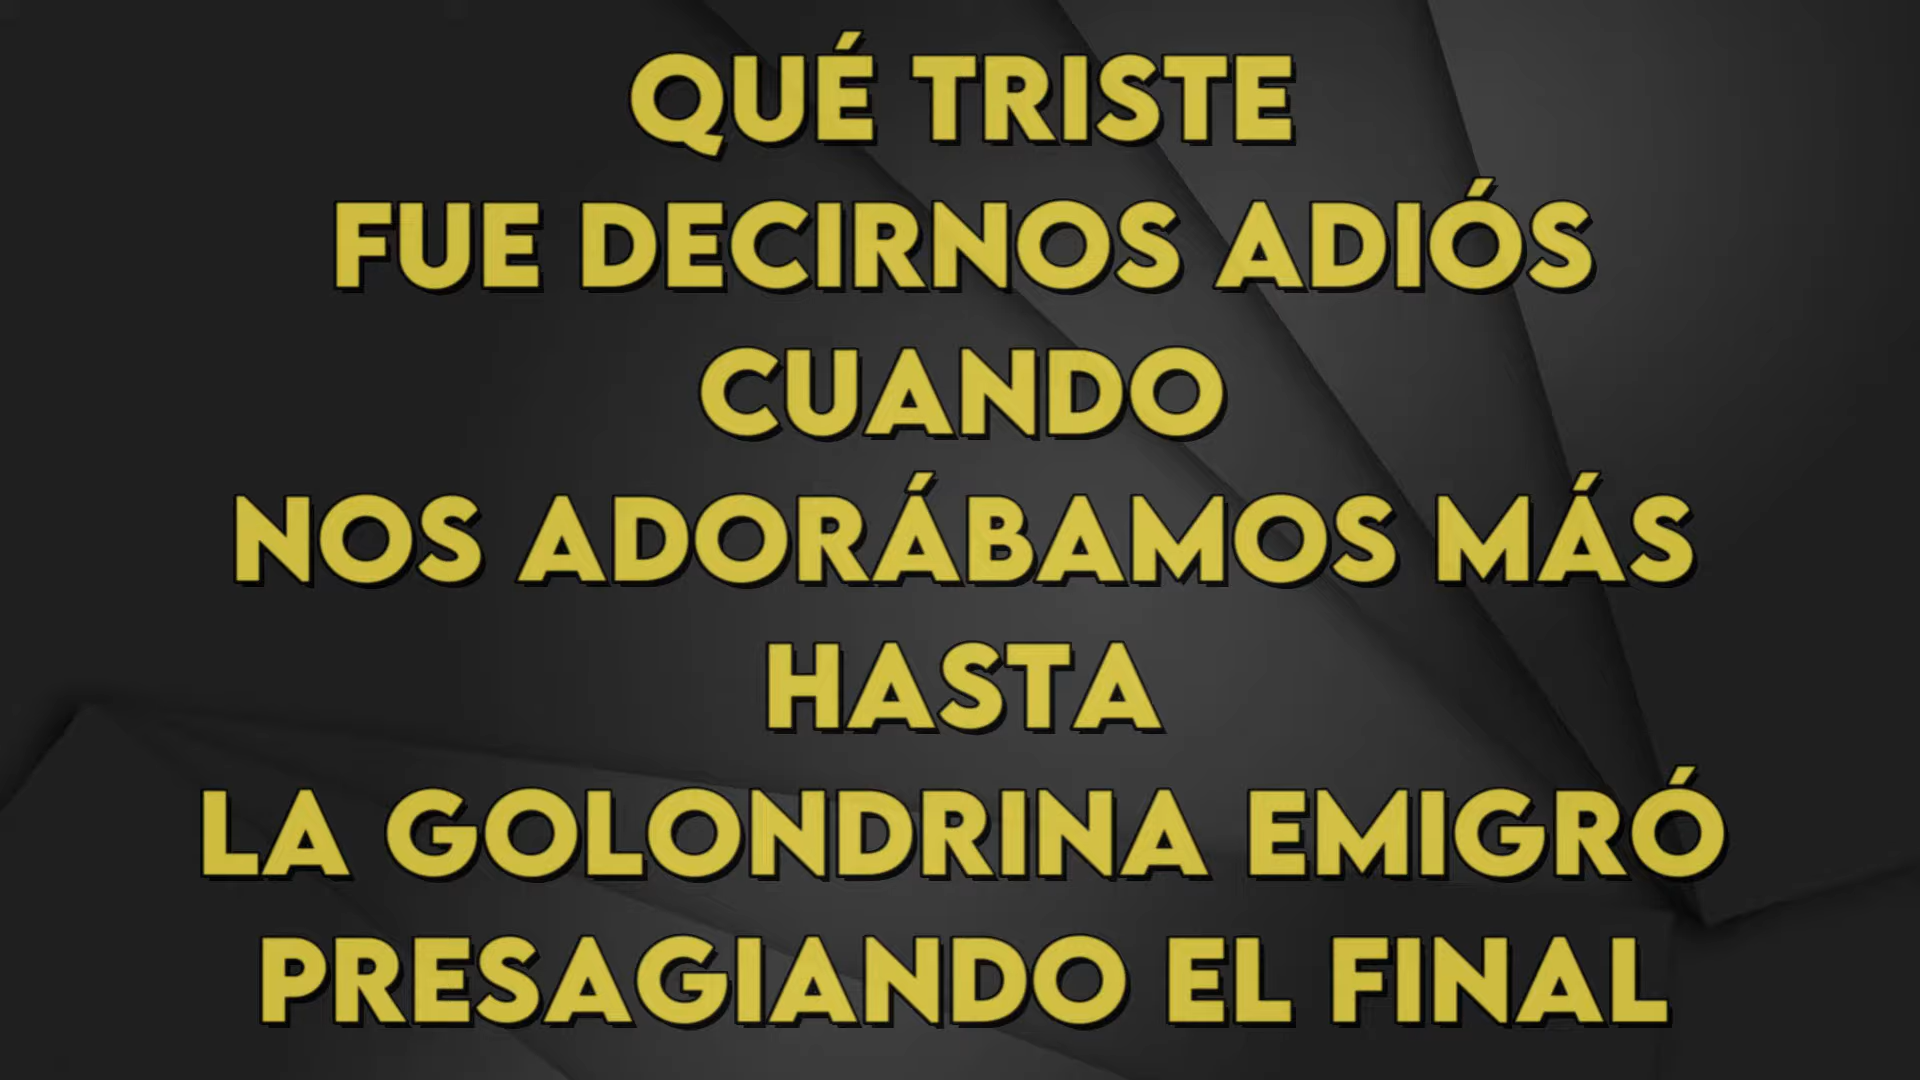 QUÉ TRISTE
FUE DECIRNOS ADIÓS
CUANDO
NOS ADORÁBAMOS MÁS
HASTA
LA GOLONDRINA EMIGRÓ
PRESAGIANDO EL FINAL